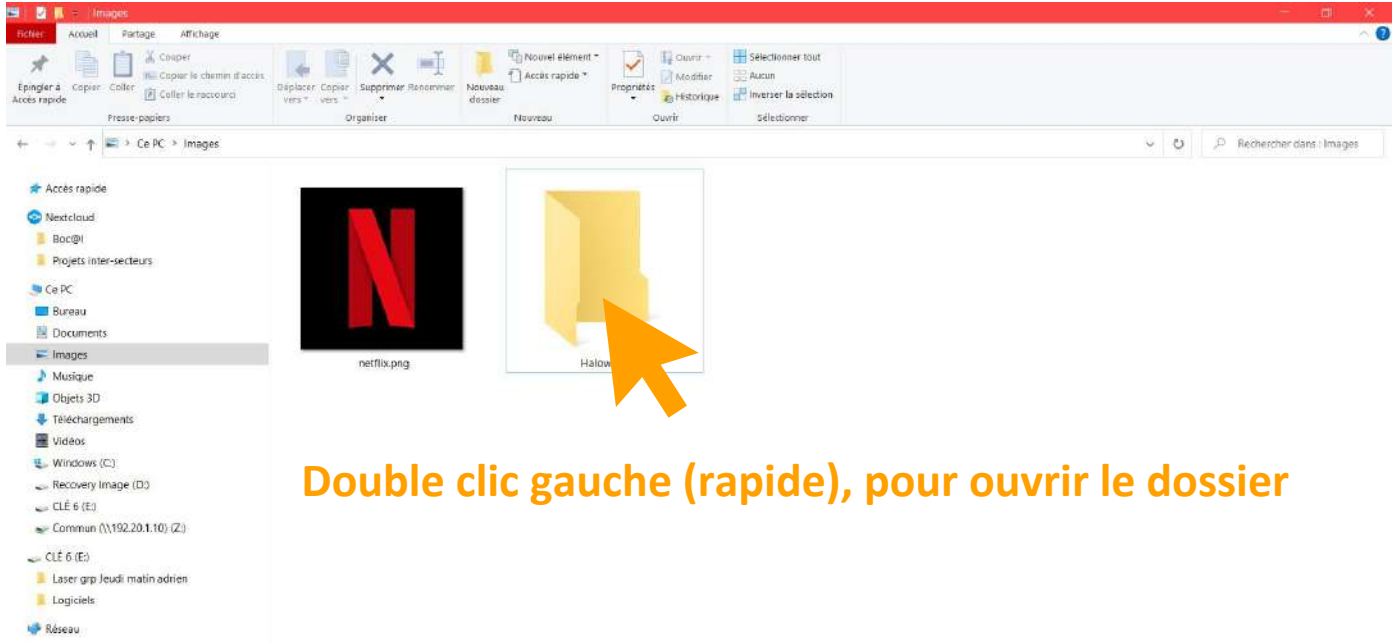 Images
Fichier Accueil Partage Affichage
Épingler à Accès rapide
Copier
Coller
Couper
Copier le chemin d'accès
Coller le raccourci
Presse-papiers
Déplacer vers
Copier vers
Supprimer
Renommer
Organiser
Nouveau dossier
Nouvel élément
Accès rapide
Nouveau
Propriétés
Ouvrir
Modifier
Historique
Ouvrir
Sélectionner tout
Aucun
Inverser la sélection
Sélectionner
Ce PC > Images
Rechercher dans : Images
Accès rapide
Nextcloud
Boc@l
Projets inter-secteurs
Ce PC
Bureau
Documents
Images
Musique
Objets 3D
Téléchargements
Vidéos
Windows (C:)
Recovery Image (D:)
CLÉ 6 (E:)
Commun (\\192.20.1.10) (Z:)
CLÉ 6 (E:)
Laser grp Jeudi matin adrien
Logiciels
Réseau
N
netflix.png
Halow
Double clic gauche (rapide), pour ouvrir le dossier